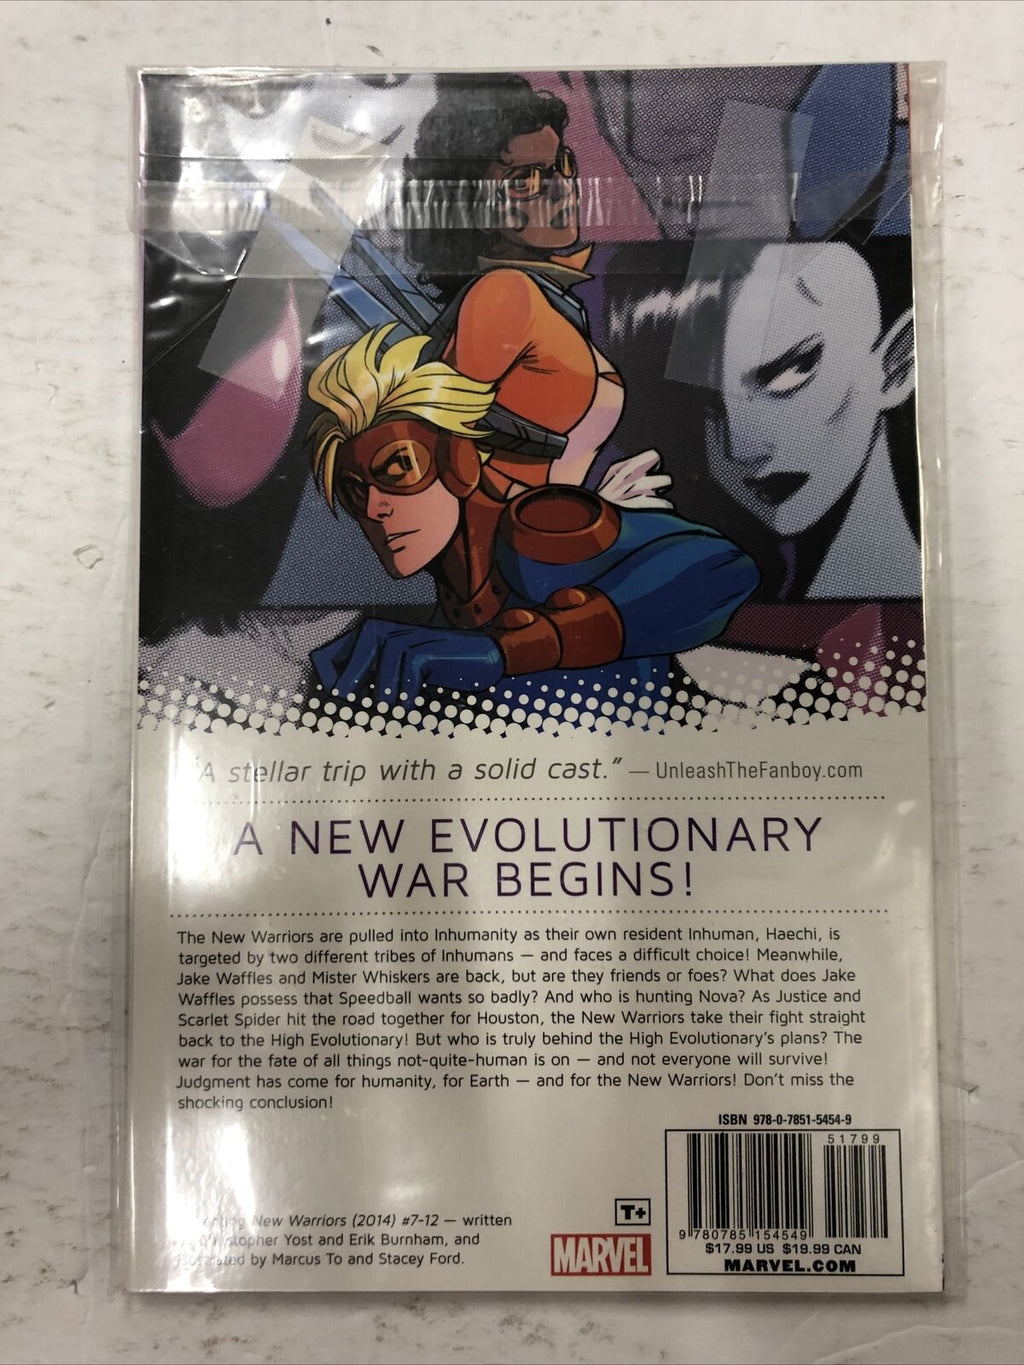 "A stellar trip with a solid cast." — UnleashTheFanboy.com
A NEW EVOLUTIONARY
WAR BEGINS!
The New Warriors are pulled into Inhumanity as their own resident Inhuman, Haechi, is
targeted by two different tribes of Inhumans — and faces a difficult choice! Meanwhile,
Jake Waffles and Mister Whiskers are back, but are they friends or foes? What does Jake
Waffles possess that Speedball wants so badly? And who is hunting Nova? As Justice and
Scarlet Spider hit the road together for Houston, the New Warriors take their fight straight
back to the High Evolutionary! But who is truly behind the High Evolutionary's plans? The
war for the fate of all things not-quite-human is on — and not everyone will survive!
Judgment has come for humanity, for Earth — and for the New Warriors! Don't miss the
shocking conclusion!
ISBN 978-0-7851-5454-9
51799
New Warriors (2014) #7-12 — written
Yost and Erik Burnham, and
by Marcus To and Stacey Ford.
T+
MARVEL
9 780785 154549
$17.99 US $19.99 CAN
MARVEL.COM